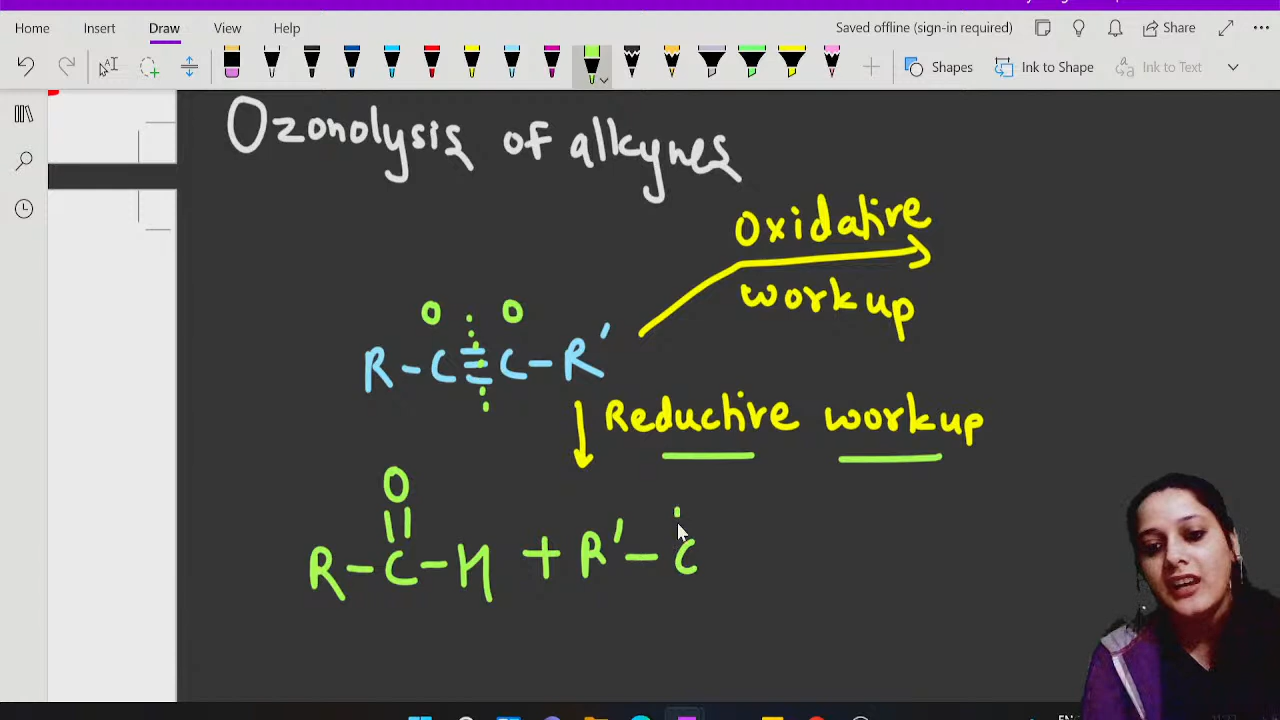 Home Insert Draw View Help Saved offline (sign-in required) Share
Shapes Ink to Shape Ink to Text
Ozonolysis of alkynes
Oxidative
workup
O O
R-C≡C-R'
Reductive workup
O
R-C-H + R'-C